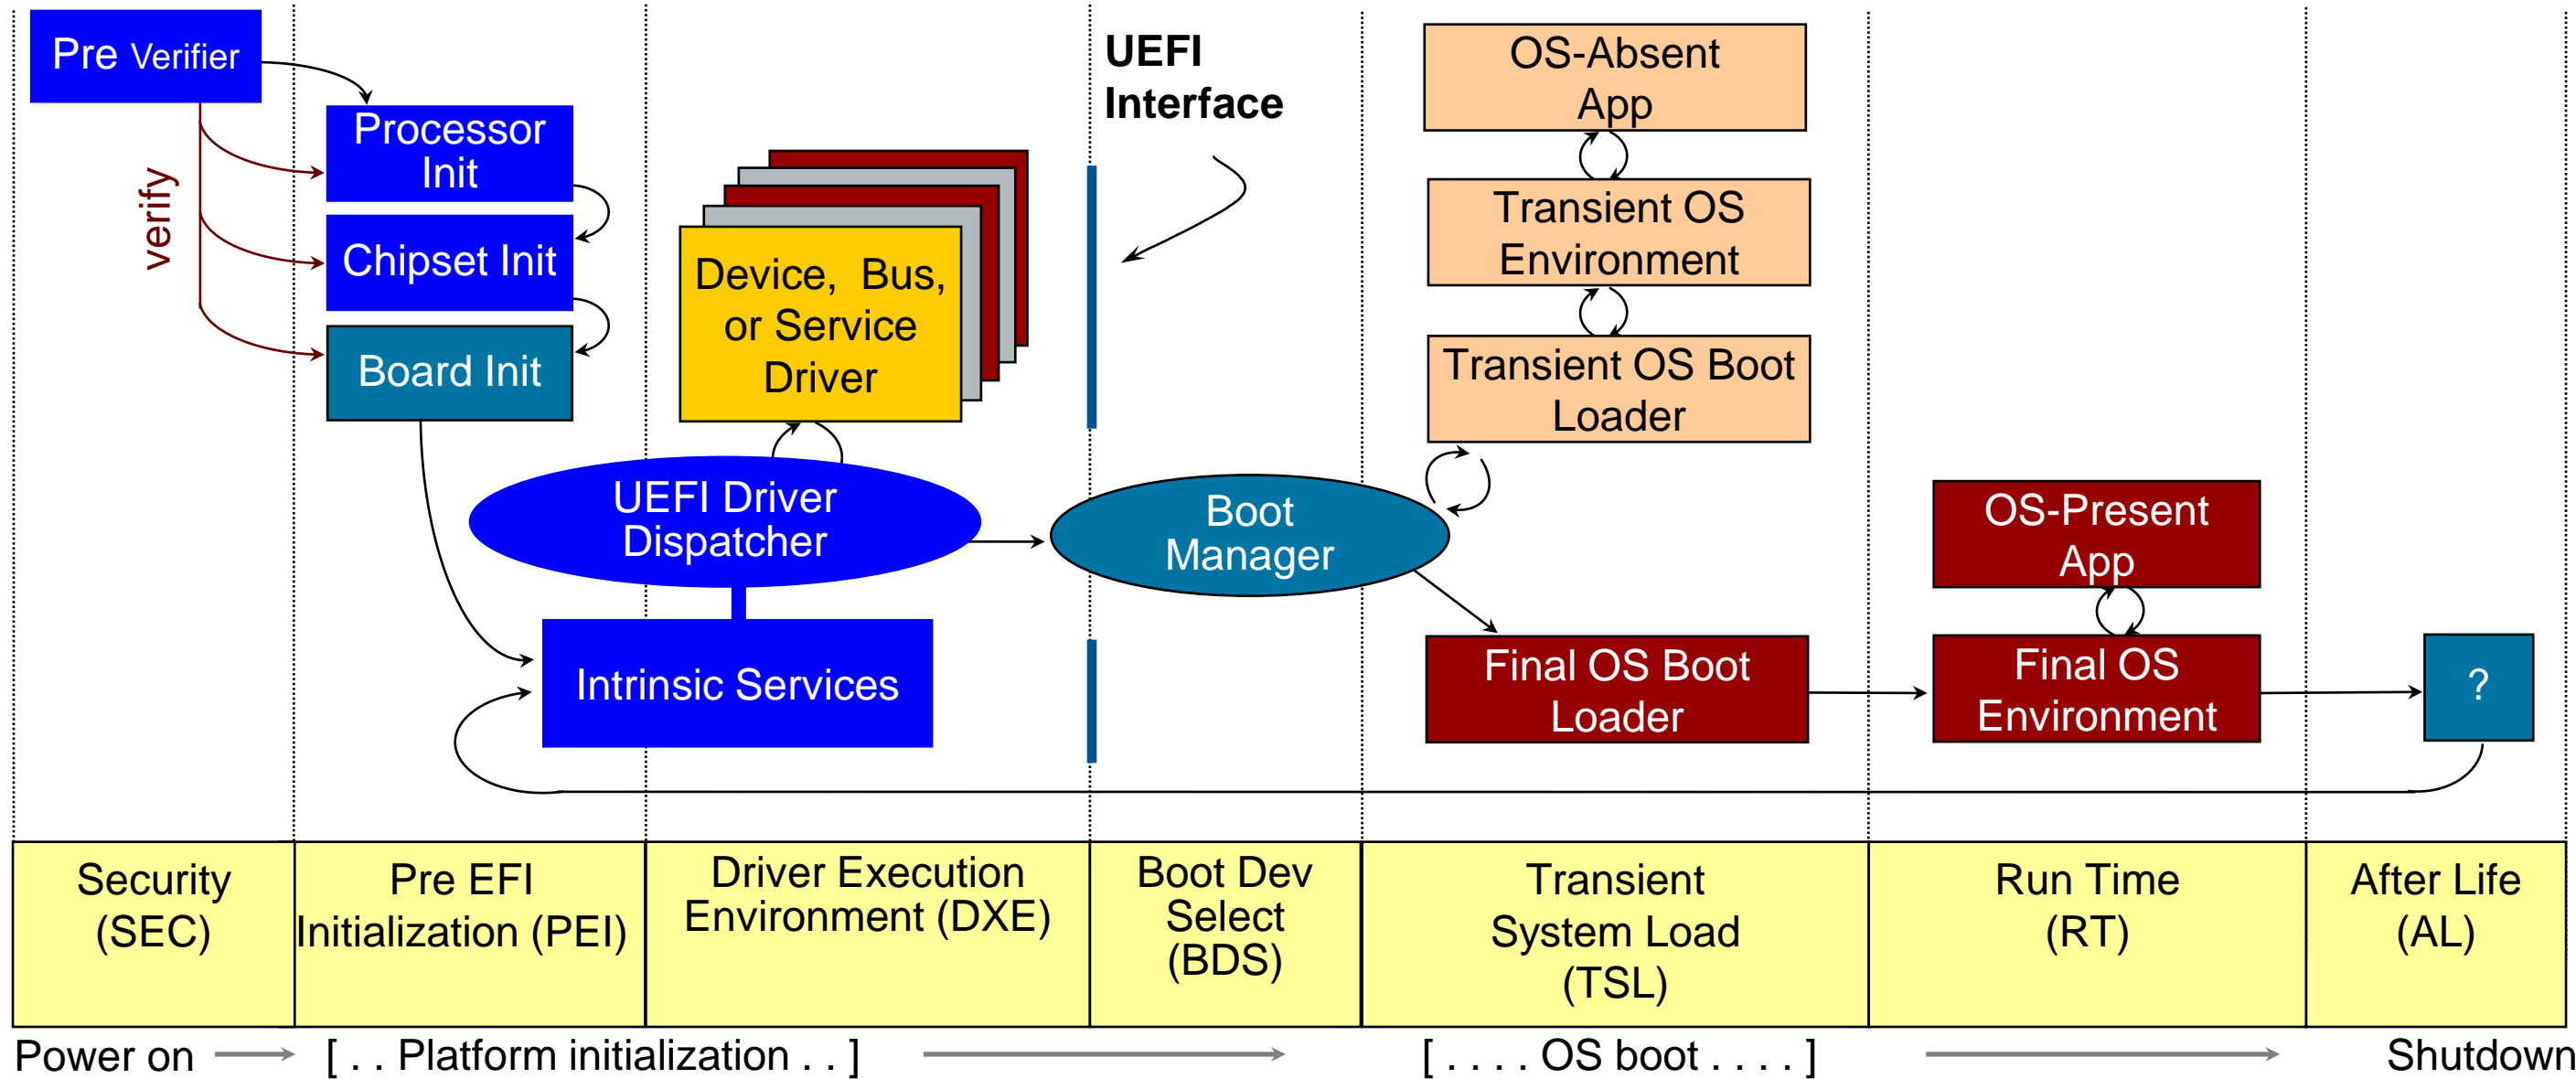 Pre Verifier
verify
Processor
Init
Chipset Init
Board Init
Device, Bus,
or Service
Driver
UEFI Driver
Dispatcher
Intrinsic Services
UEFI
Interface
Boot
Manager
OS-Absent
App
Transient OS
Environment
Transient OS Boot
Loader
Final OS Boot
Loader
OS-Present
App
Final OS
Environment
?
Security
(SEC)
Pre EFI
Initialization (PEI)
Driver Execution
Environment (DXE)
Boot Dev
Select
(BDS)
Transient
System Load
(TSL)
Run Time
(RT)
After Life
(AL)
Power on
[ . . Platform initialization . . ]
[ . . . . OS boot . . . . ]
Shutdown